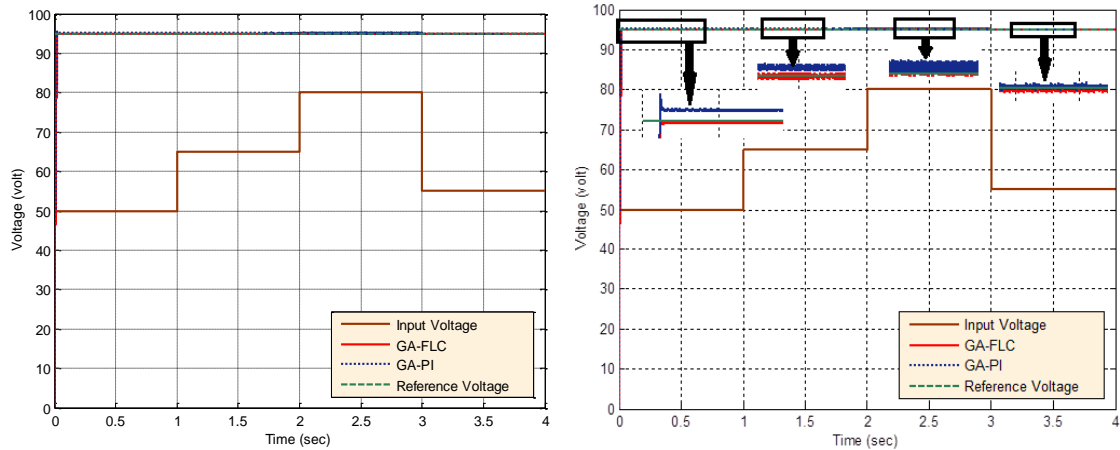 100
90
80
70
60
50
40
30
20
10
0
Voltage (volt)
0 0.5 1 1.5 2 2.5 3 3.5 4
Time (sec)
Input Voltage
GA-FLC
GA-PI
Reference Voltage
100
90
80
70
60
50
40
30
20
10
0
Voltage (volt)
0 0.5 1 1.5 2 2.5 3 3.5 4
Time (sec)
Input Voltage
GA-FLC
GA-PI
Reference Voltage